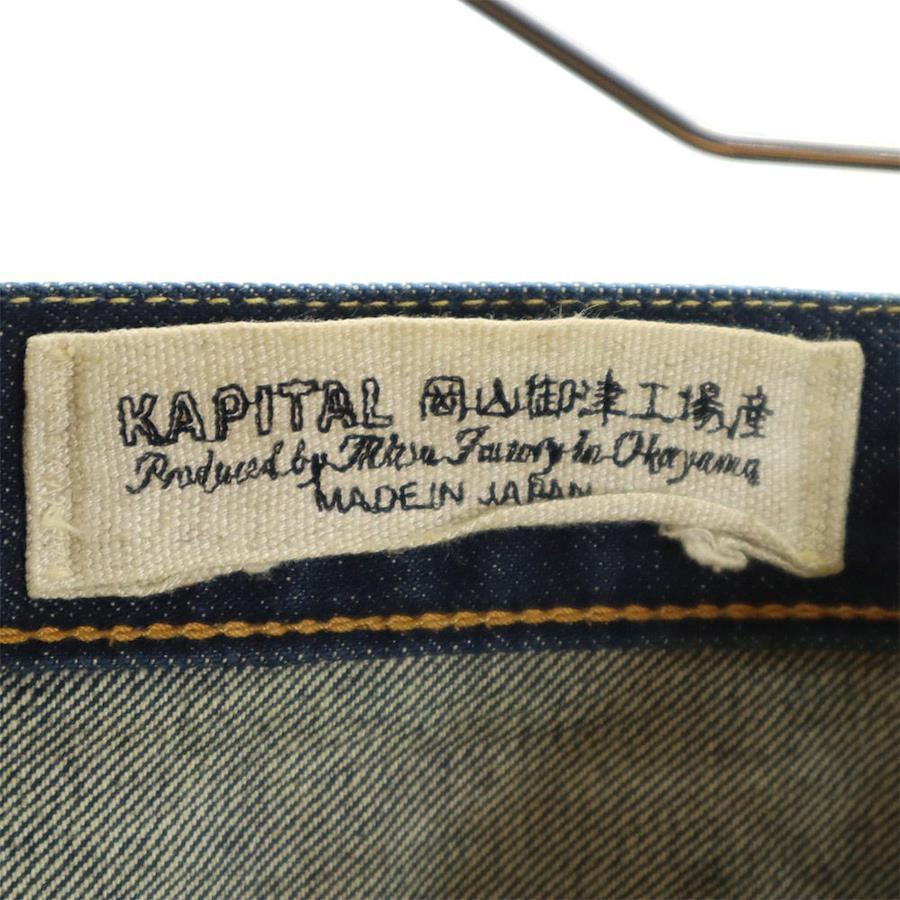 KAPITAL 岡山御津工場産
Produced by Mitsu Factory In Okayama
MADE IN JAPAN